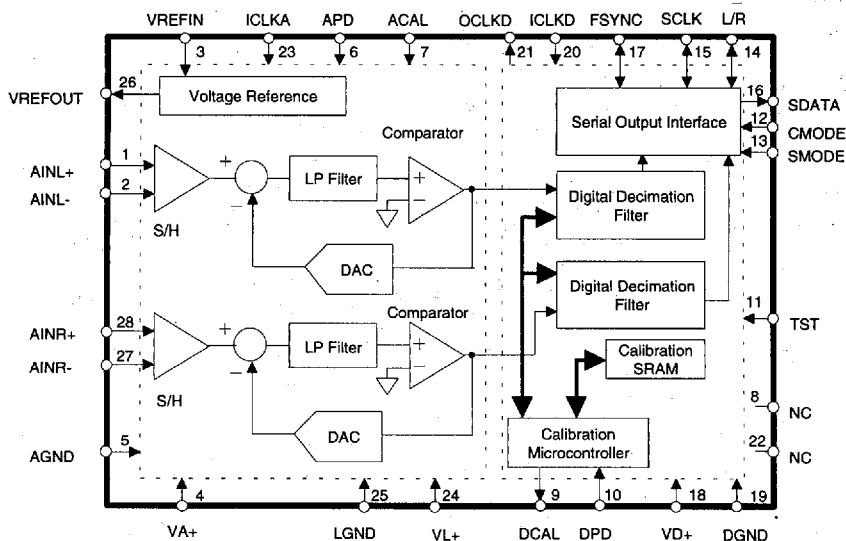 VREFIN ICLKA APD ACAL OCLKD ICLKD FSYNC SCLK L/R
3 23 6 7 21 20 17 15 14
26
VREFOUT
Voltage Reference
Serial Output Interface
16
SDATA
12
CMODE
13
SMODE
Comparator
1
AINL+
2
AINL-
+
−
S/H
LP Filter
+
−
DAC
Digital Decimation
Filter
Digital Decimation
Filter
11
TST
Comparator
28
AINR+
27
AINR-
+
−
S/H
LP Filter
+
−
DAC
Calibration
SRAM
8
NC
Calibration
Microcontroller
22
NC
5
AGND
4 25 24 9 10 18 19
VA+ LGND VL+ DCAL DPD VD+ DGND